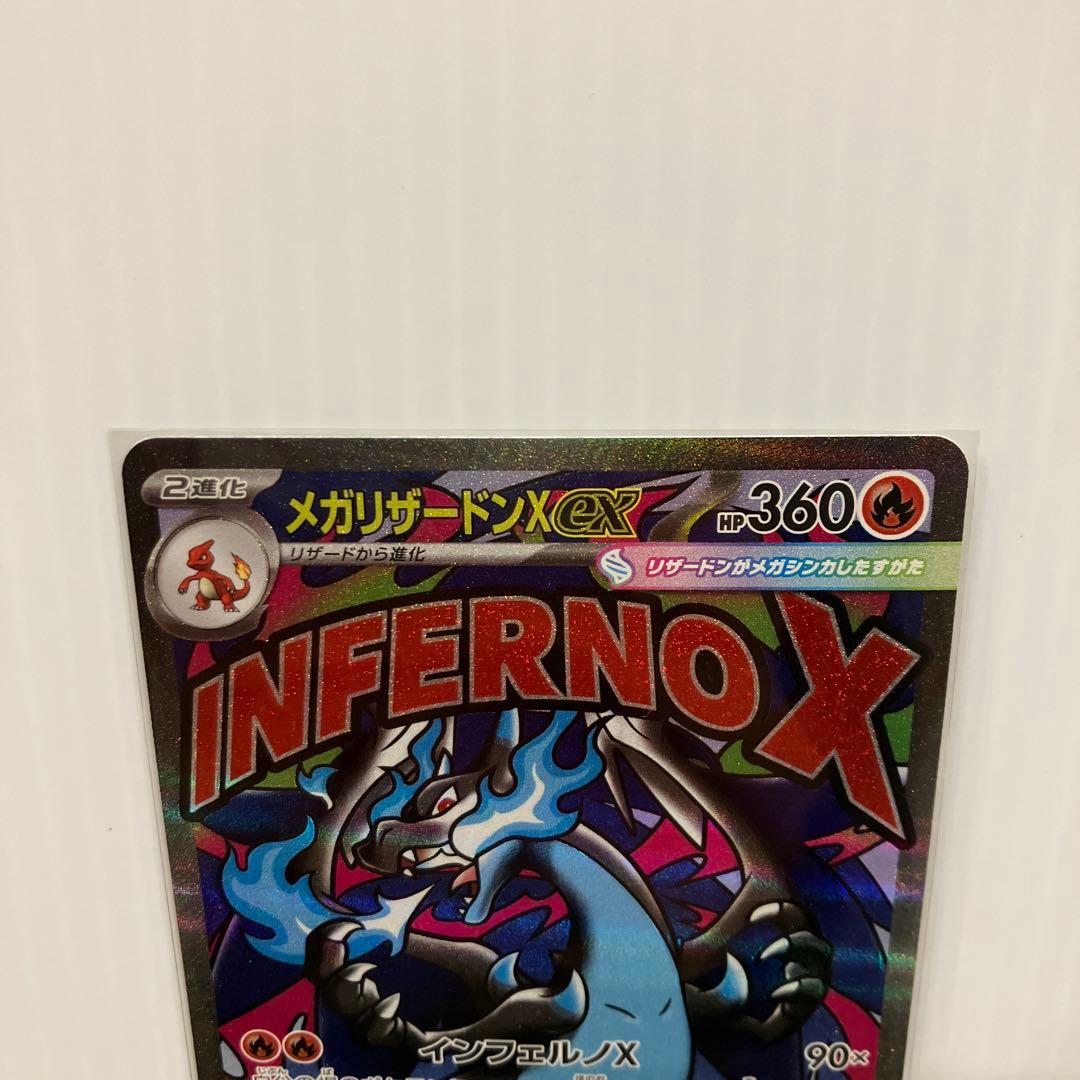 2進化
メガリザードンXex
HP360
リザードから進化
リザードンがメガシンカしたすがた
INFERNO X
インフェルノX 90×